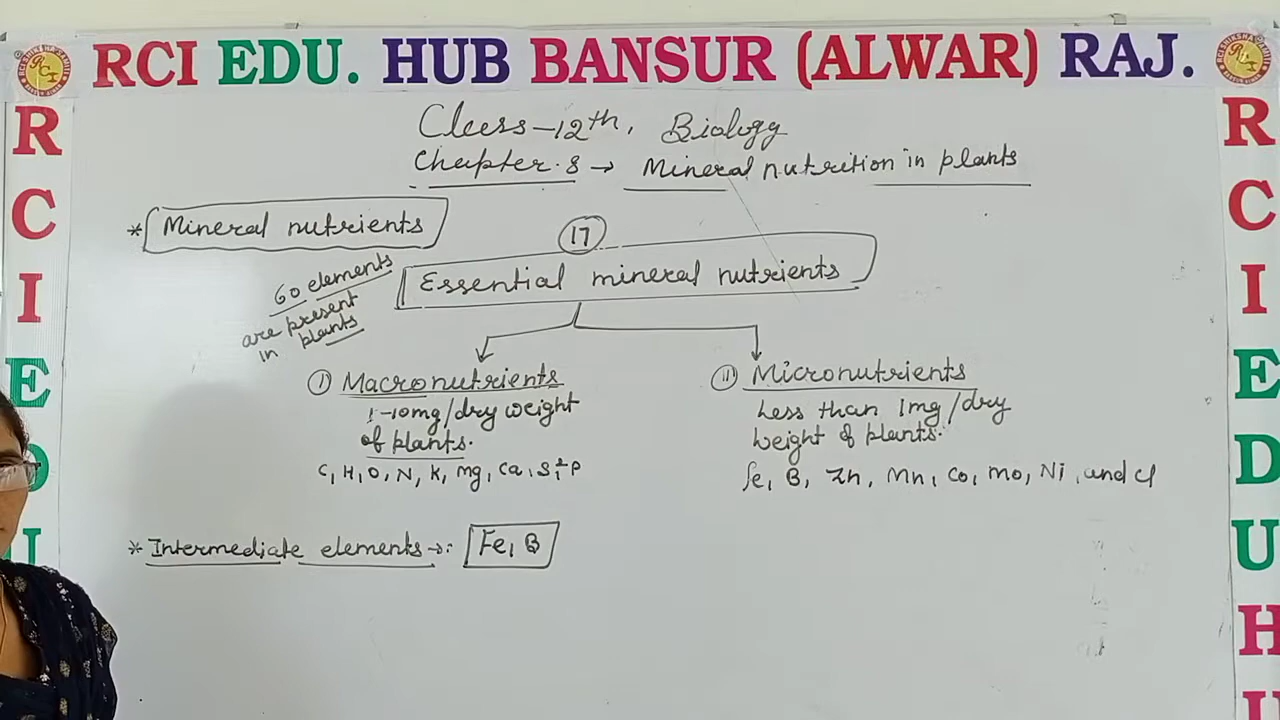 RCI EDU. HUB BANSUR (ALWAR) RAJ.
R
C
I
E
D
U
R
C
I
E
D
U
H
U
Cleess-12th, Biology
Chapter.8 → Mineral nutrition in plants
* Mineral nutrients
17
Essential mineral nutrients
60 elements
are present
in plants
(i) Macronutrients
1-10mg/dry weight
of plants.
C, H, O, N, K, Mg, Ca, S, & P
(ii) Micronutrients
Less than 1mg/dry
weight of plants.
Fe, B, Zn, Mn, Co, Mo, Ni, and Cl
* Intermediate elements →: Fe, B